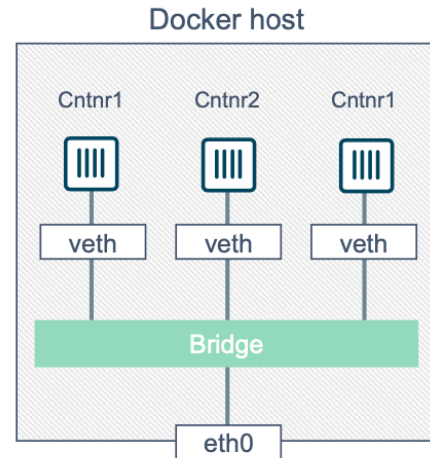 Docker host
Cntnr1 Cntnr2 Cntnr1
veth veth veth
Bridge
eth0